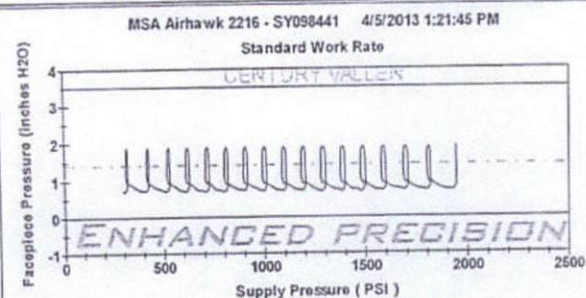 MSA Airhawk 2216 - SY098441 4/5/2013 1:21:45 PM
Standard Work Rate
CENTURY VALLEN
Facepiece Pressure (inches H2O)
4
3
2
1
0
-1
ENHANCED PRECISION
0 500 1000 1500 2000 2500
Supply Pressure ( PSI )